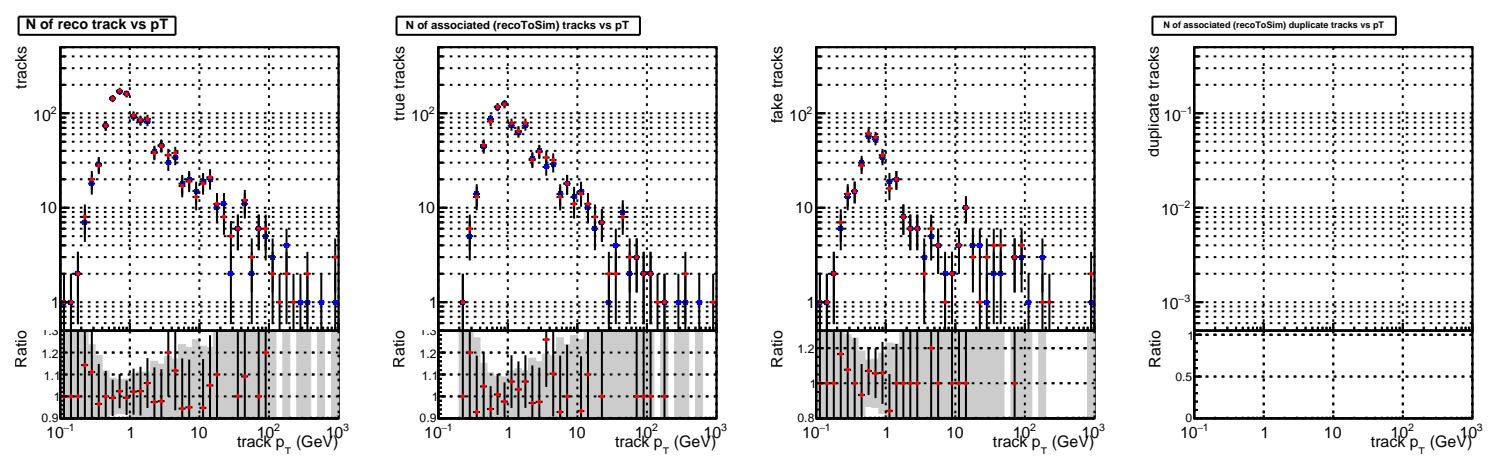 N of reco track vs pT
tracks
10²
10
1
Ratio
1.3
1.2
1.1
1
0.9
10⁻¹ 1 10 10² 10³
track p_T (GeV)
N of associated (recoToSim) tracks vs pT
true tracks
10²
10
1
Ratio
1.3
1.2
1.1
1
0.9
10⁻¹ 1 10 10² 10³
track p_T (GeV)
fake tracks
10²
10
1
Ratio
1.2
1
0.8
10⁻¹ 1 10 10² 10³
track p_T (GeV)
N of associated (recoToSim) duplicate tracks vs pT
duplicate tracks
10⁻¹
10⁻²
10⁻³
Ratio
1
0.5
0
10⁻¹ 1 10 10² 10³
track p_T (GeV)